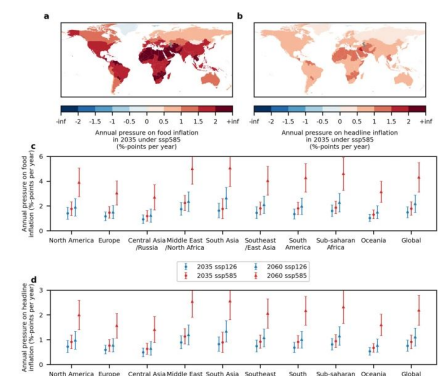 a
b
-inf -2 -1.5 -1 -0.5 0 0.5 1 1.5 2 +inf
-inf -2 -1.5 -1 -0.5 0 0.5 1 1.5 2 +inf
Annual pressure on food inflation
in 2035 under ssp585
(%-points per year)
Annual pressure on headline inflation
in 2035 under ssp585
(%-points per year)
c
Annual pressure on food
inflation (%-points per year)
6
4
2
0
North America Europe Central Asia Middle East South Asia Southeast South Sub-saharan Oceania Global
/Russia /North Africa /East Asia America Africa
2035 ssp126 2060 ssp126
2035 ssp585 2060 ssp585
d
Annual pressure on headline
inflation (%-points per year)
3
2
1
0
North America Europe Central Asia Middle East South Asia Southeast South Sub-saharan Oceania Global